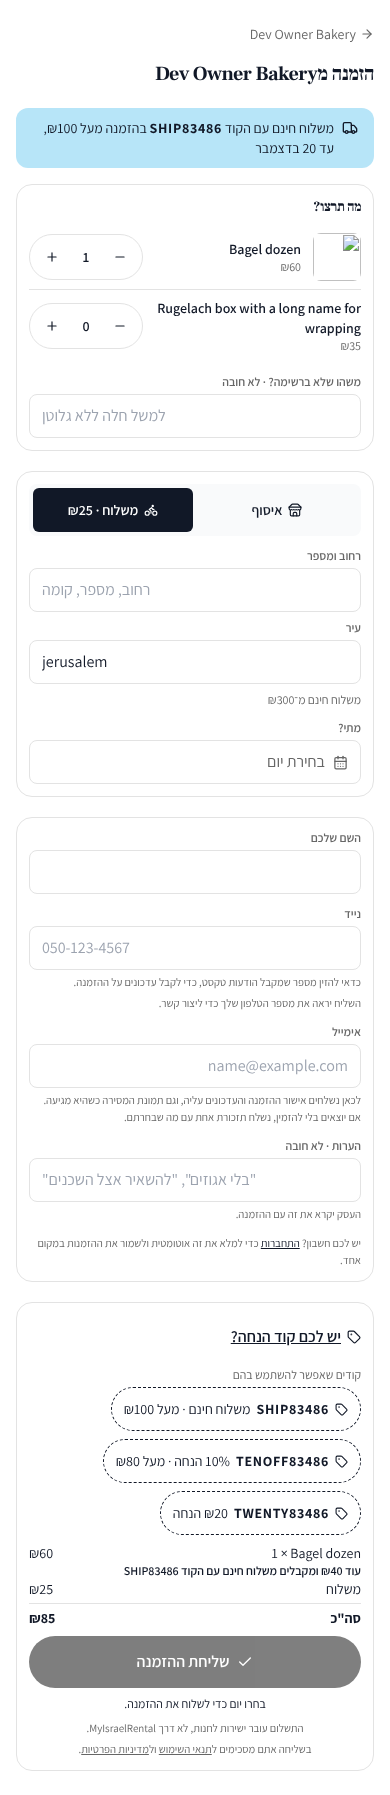 Dev Owner Bakery
הזמנה מDev Owner Bakery
משלוח חינם עם הקוד SHIP83486 בהזמנה מעל ₪100,
עד 20 בדצמבר
מה תרצו?
Bagel dozen
₪60
1
Rugelach box with a long name for
wrapping
₪35
0
משהו שלא ברשימה? · לא חובה
למשל חלה ללא גלוטן
איסוף
משלוח · ₪25
רחוב ומספר
רחוב, מספר, קומה
עיר
jerusalem
משלוח חינם מ־₪300
מתי?
בחירת יום
השם שלכם
נייד
050-123-4567
כדאי להזין מספר שמקבל הודעות טקסט, כדי לקבל עדכונים על ההזמנה.
השליח יראה את מספר הטלפון שלך כדי ליצור קשר.
אימייל
name@example.com
לכאן נשלחים אישור ההזמנה והעדכונים עליה, וגם תמונת המסירה כשהיא מגיעה.
אם יוצאים בלי להזמין, נשלח תזכורת אחת עם מה שבחרתם.
הערות · לא חובה
"בלי אגוזים", "להשאיר אצל השכנים"
העסק יקרא את זה עם ההזמנה.
יש לכם חשבון? התחברות כדי למלא את זה אוטומטית ולשמור את ההזמנות במקום
אחד.
יש לכם קוד הנחה?
קודים שאפשר להשתמש בהם
SHIP83486 משלוח חינם · מעל ₪100
TENOFF83486 10% הנחה · מעל ₪80
TWENTY83486 ₪20 הנחה
1 × Bagel dozen ₪60
עוד ₪40 ומקבלים משלוח חינם עם הקוד SHIP83486
משלוח ₪25
סה"כ ₪85
שליחת ההזמנה
בחרו יום כדי לשלוח את ההזמנה.
התשלום עובר ישירות לחנות, לא דרך MyIsraelRental.
בשליחה אתם מסכימים לתנאי השימוש ולמדיניות הפרטיות.